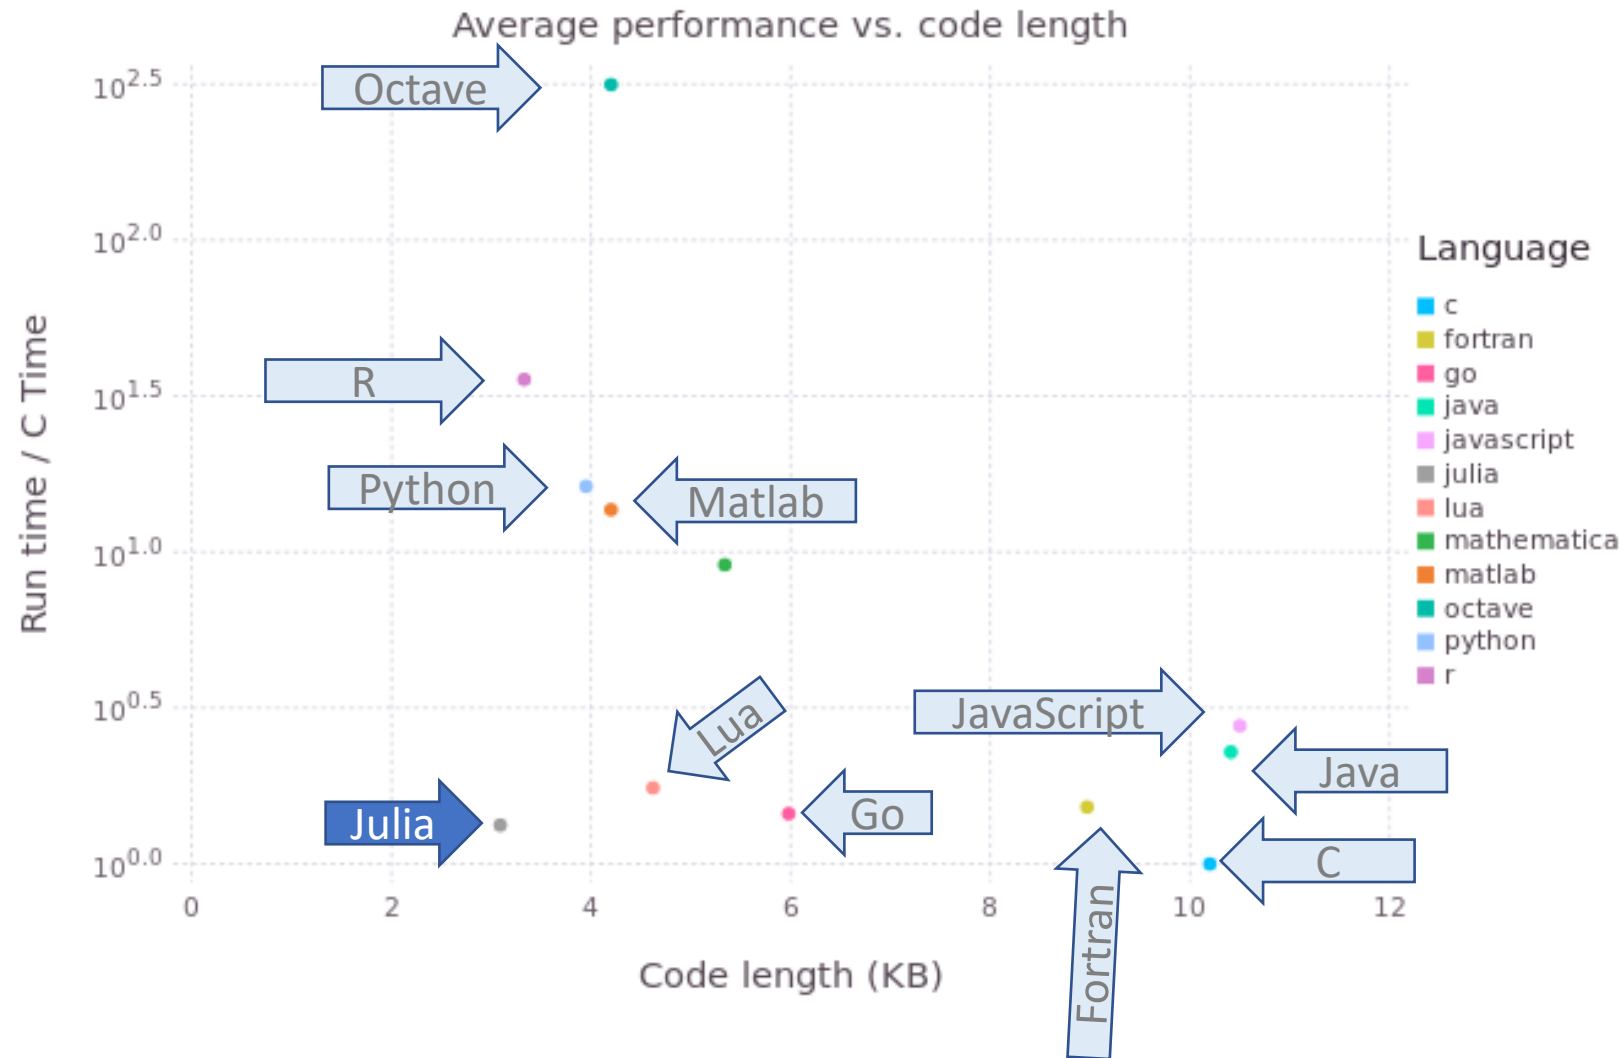 Average performance vs. code length
10^2.5
Octave
10^2.0
Language
c
fortran
go
java
javascript
julia
lua
mathematica
matlab
octave
python
r
Run time / C Time
R
10^1.5
Python
Matlab
10^1.0
10^0.5
Lua
JavaScript
Java
Julia
Go
10^0.0
C
Fortran
0 2 4 6 8 10 12
Code length (KB)